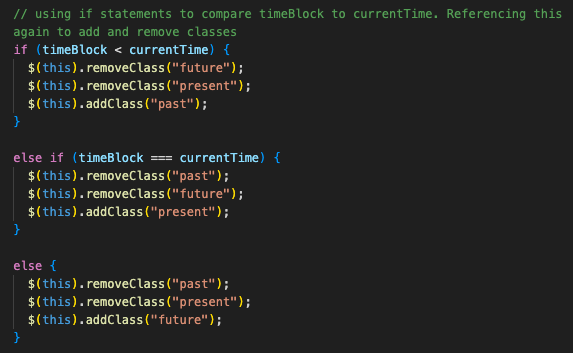 // using if statements to compare timeBlock to currentTime. Referencing this
again to add and remove classes
if (timeBlock < currentTime) {
  $(this).removeClass("future");
  $(this).removeClass("present");
  $(this).addClass("past");
}

else if (timeBlock === currentTime) {
  $(this).removeClass("past");
  $(this).removeClass("future");
  $(this).addClass("present");
}

else {
  $(this).removeClass("past");
  $(this).removeClass("present");
  $(this).addClass("future");
}